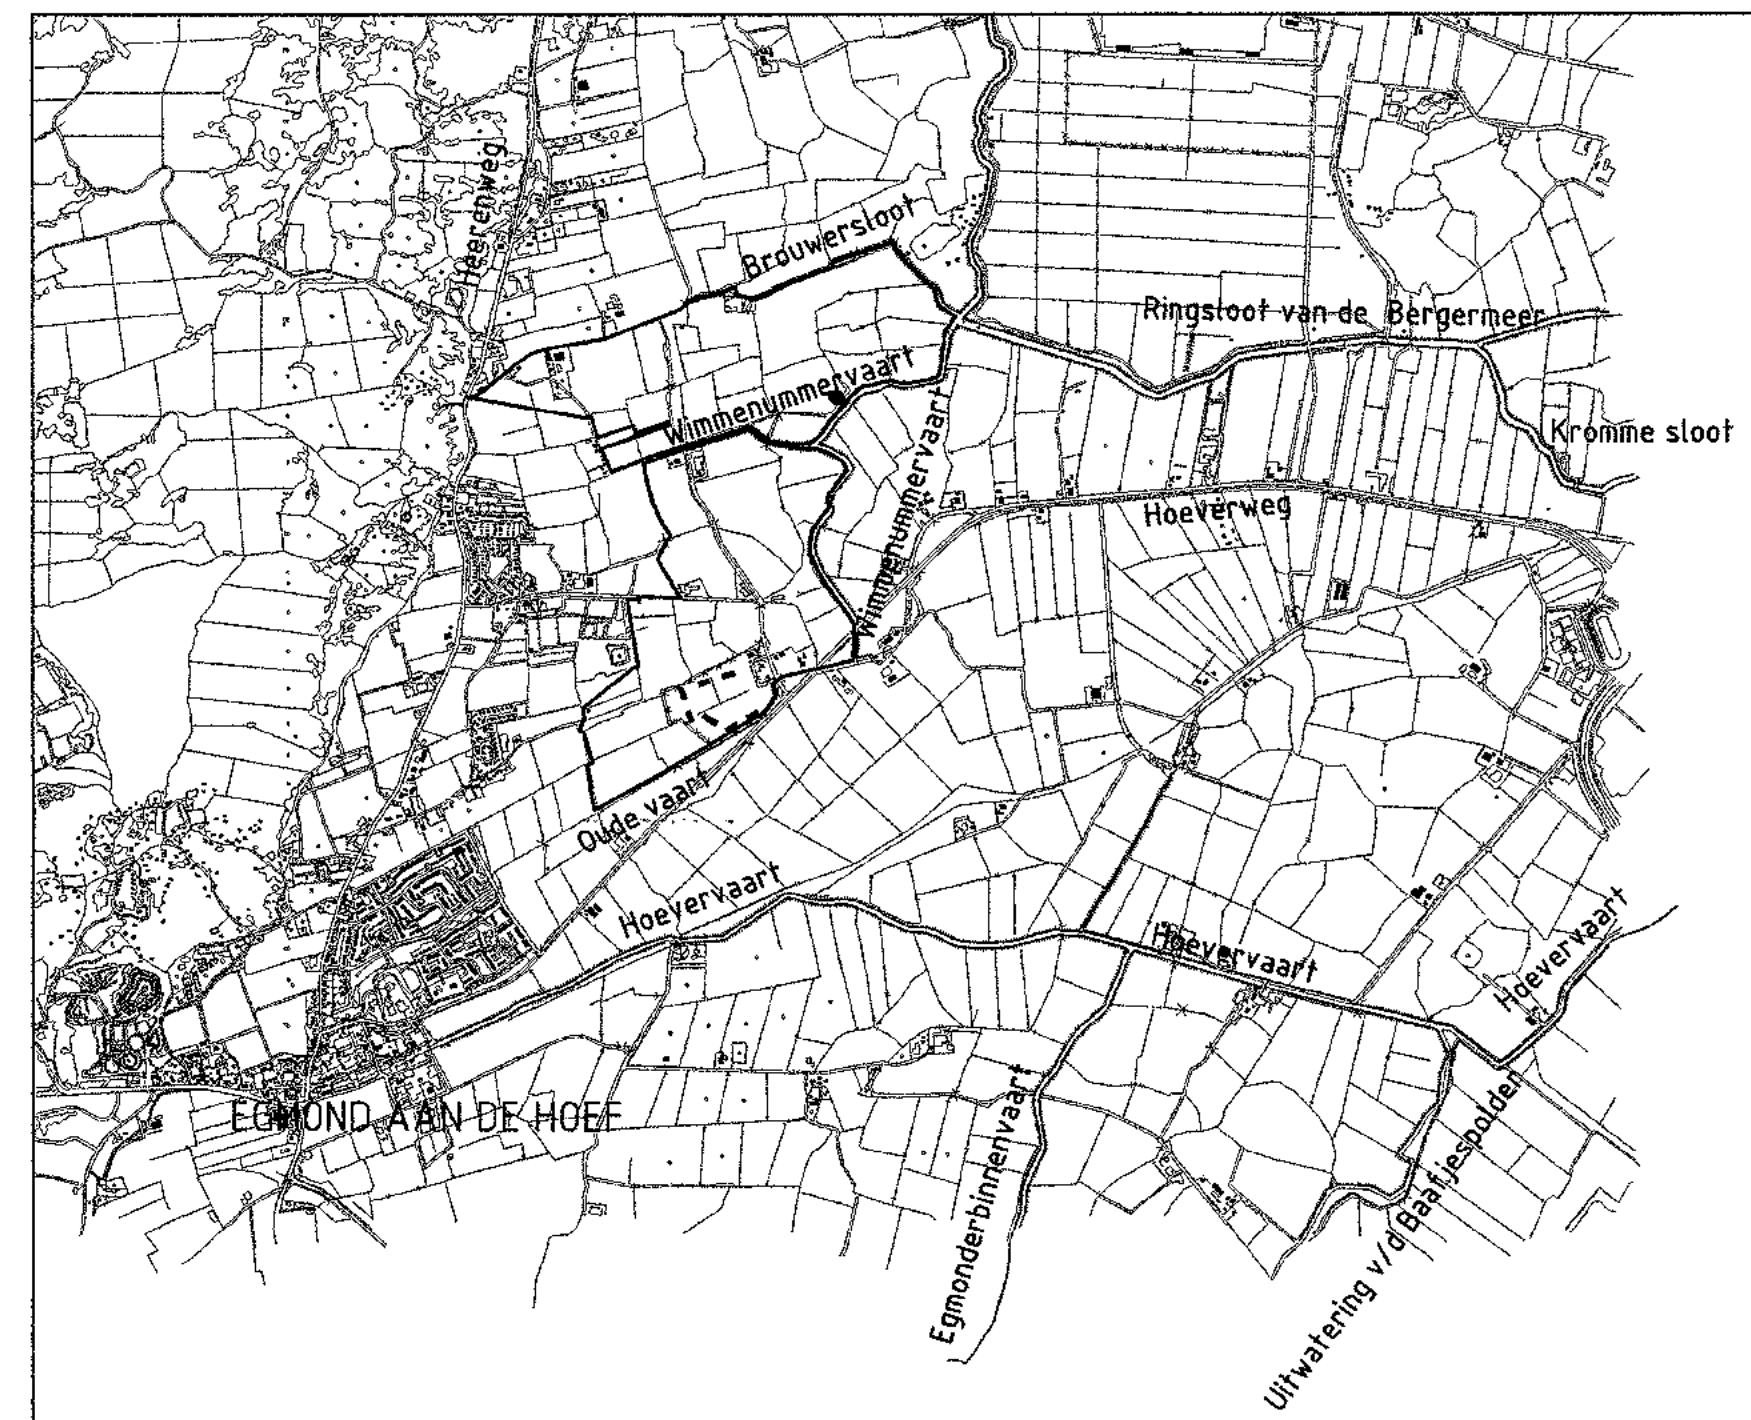 Heerenweg
Brouwersloot
Ringsloot van de Bergermeer
Wimmenummervaart
Kromme sloot
Wimmenummervaart
Hoeverweg
Oude vaart
Hoevervaart
Hoevervaart
Hoevervaart
EGMOND AAN DE HOEF
Egmonderbinnenvaart
Uitwatering v/d Baafjespolder